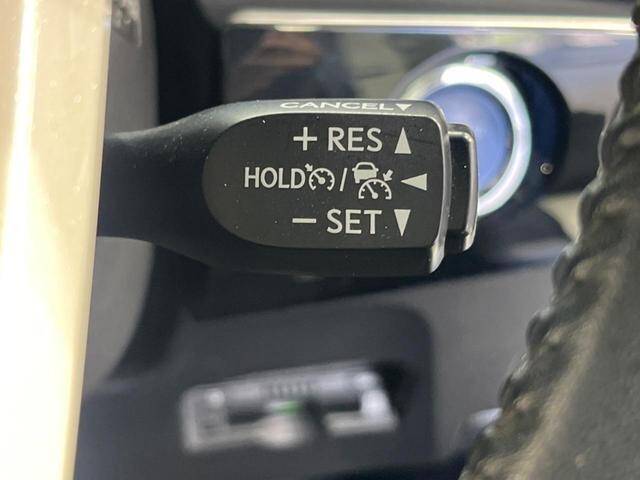 CANCEL▼
+ RES ▲
HOLD / ◀
− SET ▼